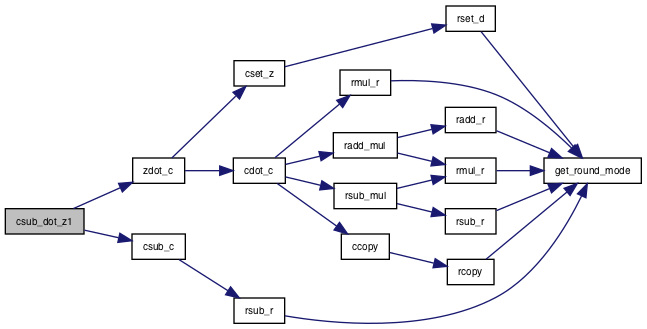 csub_dot_z1
zdot_c
csub_c
cset_z
cdot_c
rsub_r
rmul_r
radd_mul
rsub_mul
ccopy
rset_d
radd_r
rmul_r
rsub_r
rcopy
get_round_mode